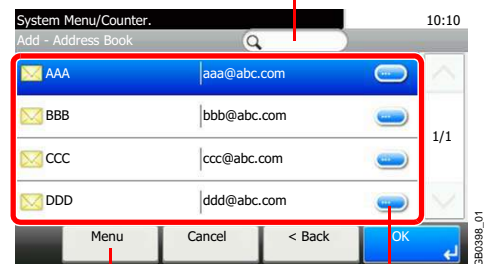 System Menu/Counter. 10:10
Add - Address Book
AAA aaa@abc.com
BBB bbb@abc.com
1/1
CCC ccc@abc.com
DDD ddd@abc.com
Menu Cancel < Back OK
GB0398_01